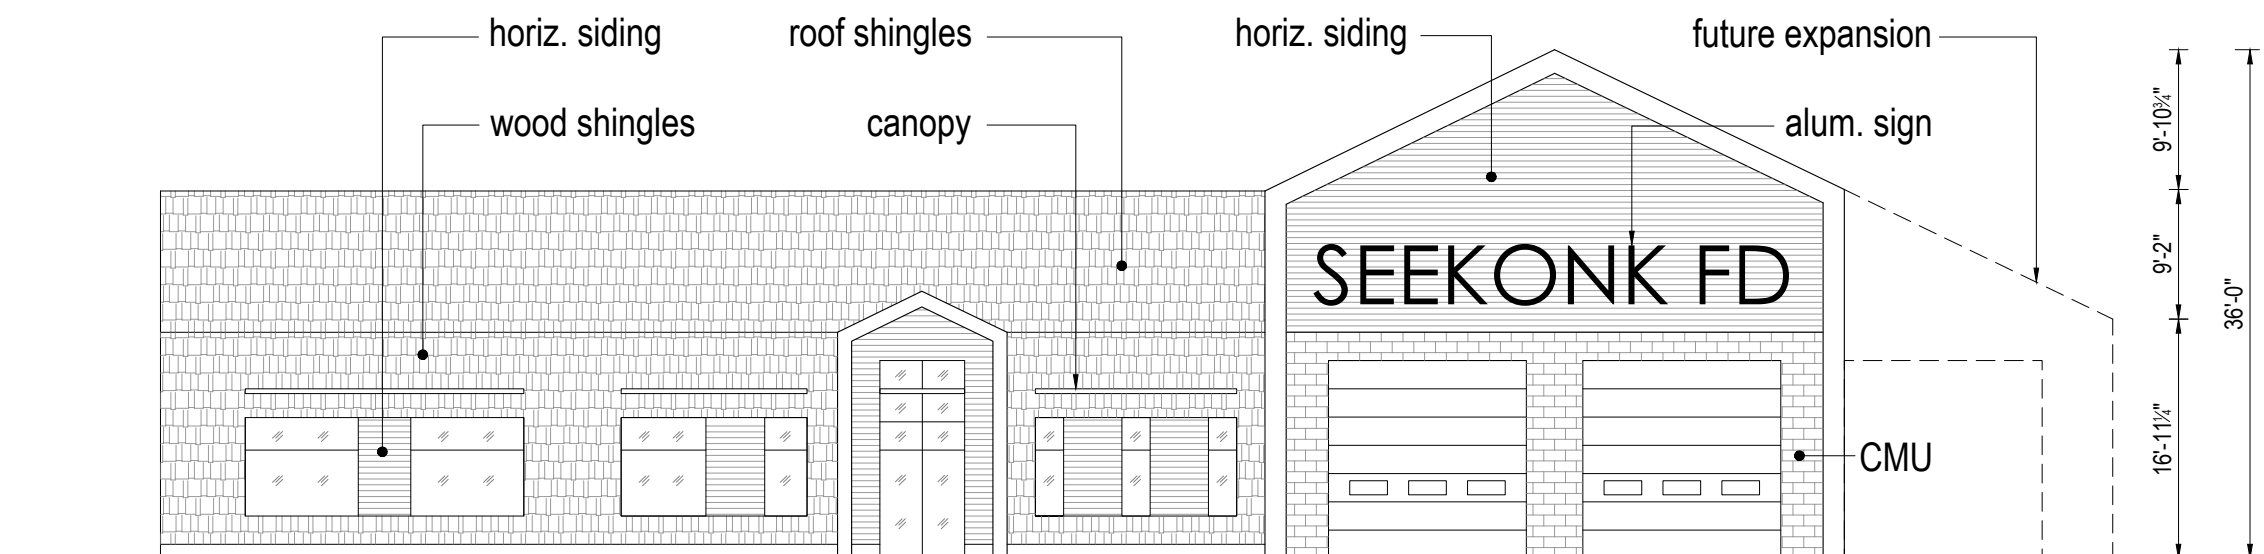 horiz. siding
roof shingles
horiz. siding
future expansion
wood shingles
canopy
alum. sign
9'-10¾"
9'-2"
SEEKONK FD
36'-0"
16'-11¼"
CMU